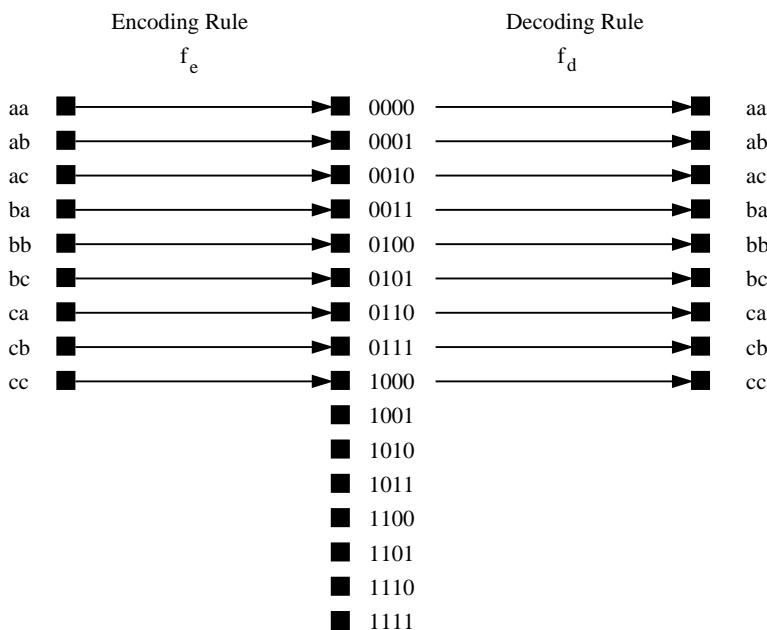 Encoding Rule Decoding Rule
f_e f_d
aa 0000 aa
ab 0001 ab
ac 0010 ac
ba 0011 ba
bb 0100 bb
bc 0101 bc
ca 0110 ca
cb 0111 cb
cc 1000 cc
1001
1010
1011
1100
1101
1110
1111